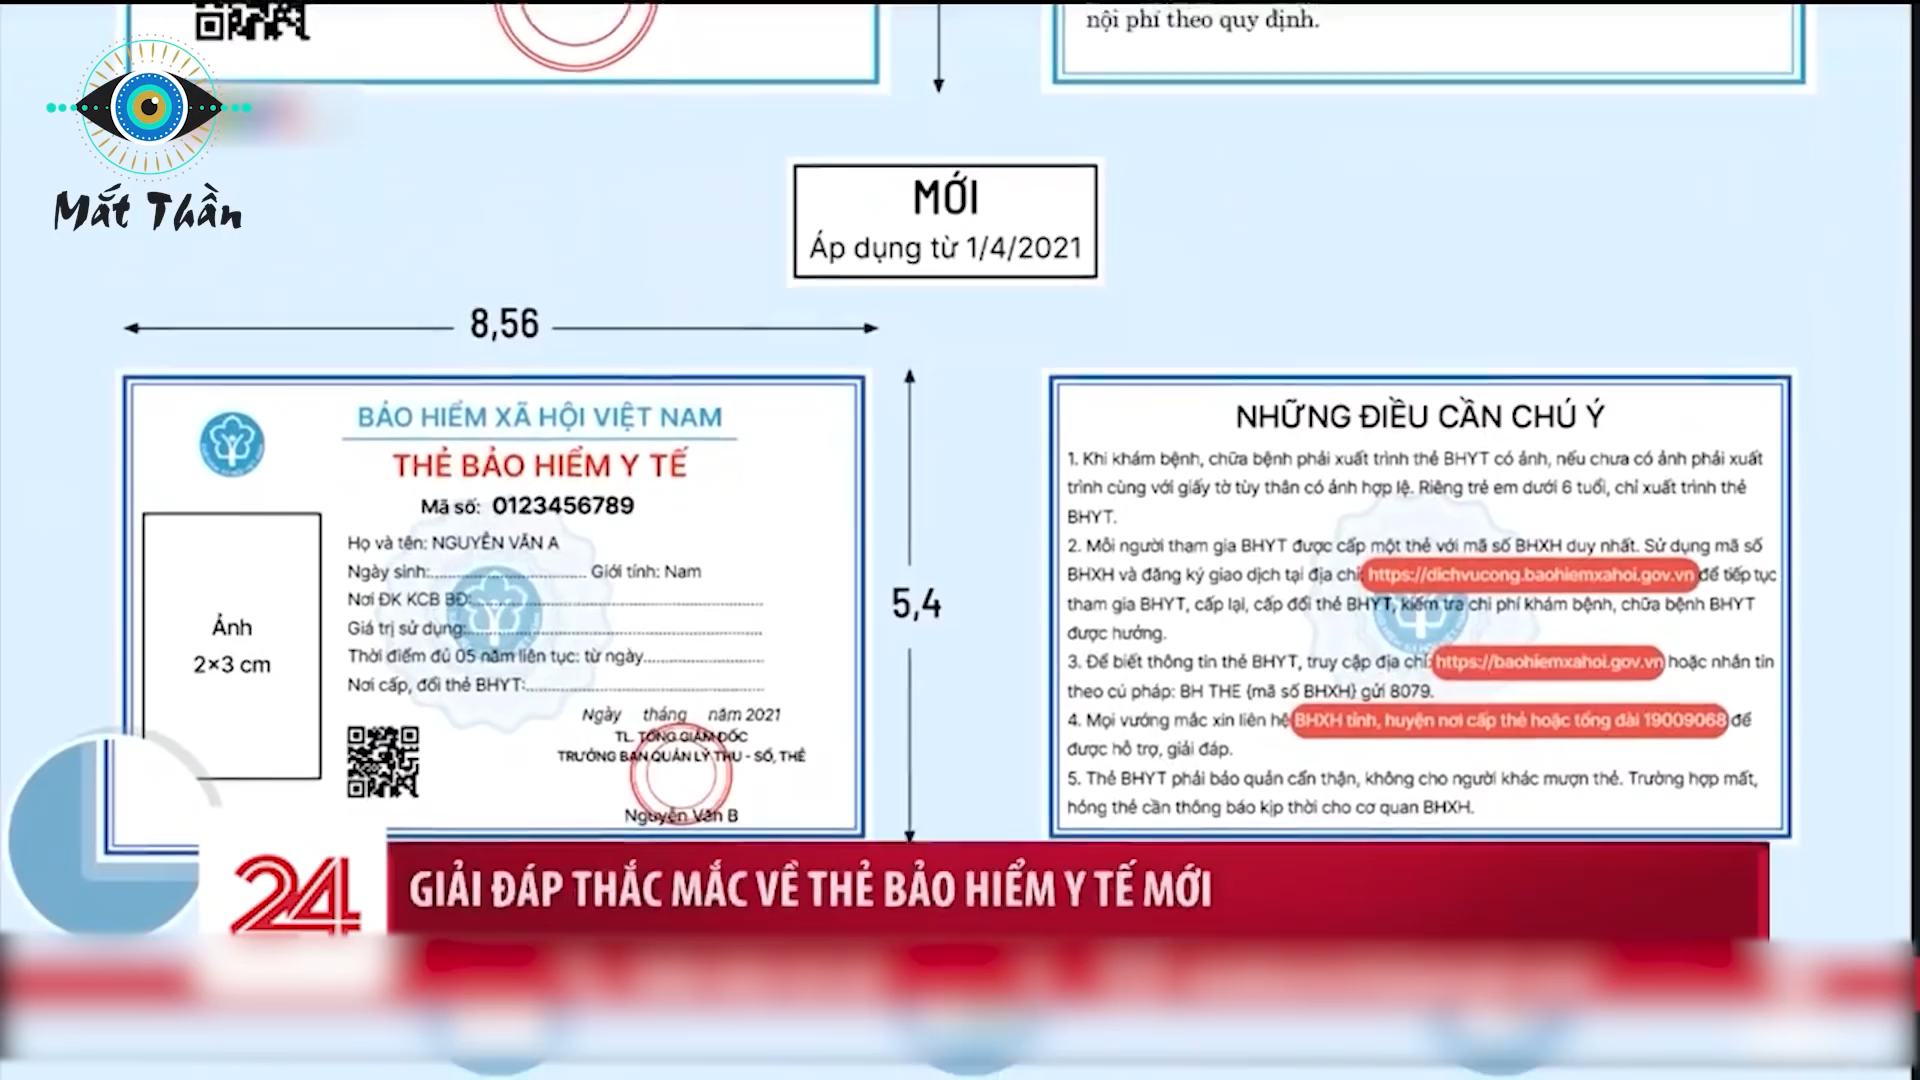 nội phí theo quy định.
Mắt Thần
MỚI
Áp dụng từ 1/4/2021
8,56
BẢO HIỂM XÃ HỘI VIỆT NAM
THẺ BẢO HIỂM Y TẾ
Mã số: 0123456789
Họ và tên: NGUYỄN VĂN A
Ngày sinh:.............................. Giới tính: Nam
Nơi ĐK KCB BĐ:
Giá trị sử dụng:
Thời điểm đủ 05 năm liên tục: từ ngày
Nơi cấp, đổi thẻ BHYT:
Ảnh
2×3 cm
Ngày tháng năm 2021
TL. TỔNG GIÁM ĐỐC
TRƯỞNG BAN QUẢN LÝ THU - SỔ, THẺ
Nguyễn Văn B
5,4
NHỮNG ĐIỀU CẦN CHÚ Ý
1. Khi khám bệnh, chữa bệnh phải xuất trình thẻ BHYT có ảnh, nếu chưa có ảnh phải xuất
trình cùng với giấy tờ tùy thân có ảnh hợp lệ. Riêng trẻ em dưới 6 tuổi, chỉ xuất trình thẻ
BHYT.
2. Mỗi người tham gia BHYT được cấp một thẻ với mã số BHXH duy nhất. Sử dụng mã số
BHXH và đăng ký giao dịch tại địa chỉ: https://dichvucong.baohiemxahoi.gov.vn để tiếp tục
tham gia BHYT, cấp lại, cấp đổi thẻ BHYT, kiểm tra chi phí khám bệnh, chữa bệnh BHYT
được hưởng.
3. Để biết thông tin thẻ BHYT, truy cập địa chỉ: https://baohiemxahoi.gov.vn hoặc nhắn tin
theo cú pháp: BH THE {mã số BHXH} gửi 8079.
4. Mọi vướng mắc xin liên hệ BHXH tỉnh, huyện nơi cấp thẻ hoặc tổng đài 19009068 để
được hỗ trợ, giải đáp.
5. Thẻ BHYT phải bảo quản cẩn thận, không cho người khác mượn thẻ. Trường hợp mất,
hỏng thẻ cần thông báo kịp thời cho cơ quan BHXH.
24
GIẢI ĐÁP THẮC MẮC VỀ THẺ BẢO HIỂM Y TẾ MỚI